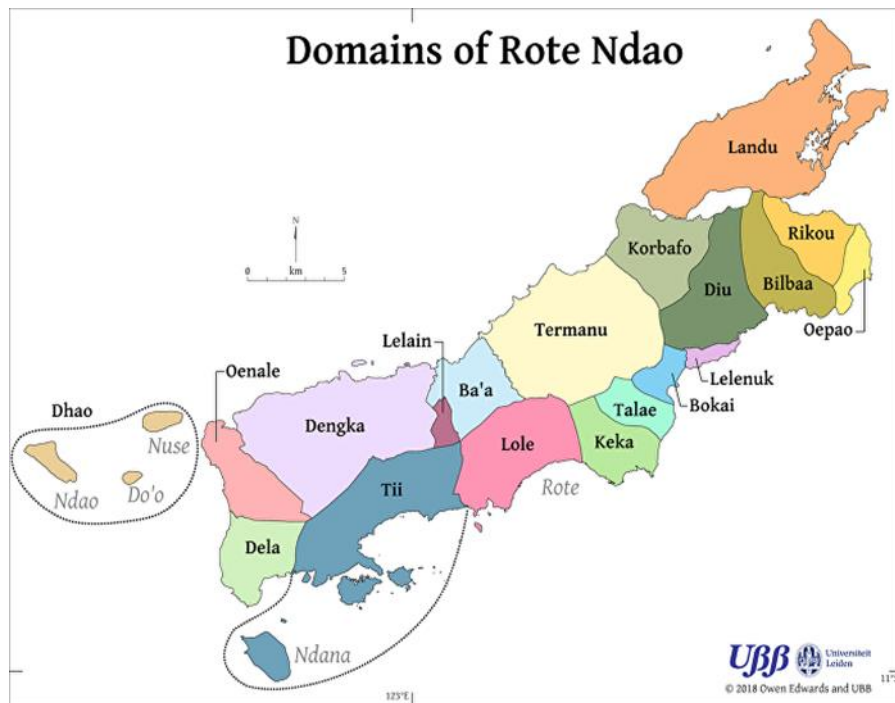 Domains of Rote Ndao
Landu
N
0 km 5
Korbafo
Rikou
Diu
Bilbaa
Oepao
Termanu
Lelain
Oenale
Ba'a
Lelenuk
Bokai
Dhao
Nuse
Dengka
Talae
Lole
Keka
Ndao
Do'o
Tii
Rote
Dela
Ndana
UBB
Universiteit
Leiden
© 2018 Owen Edwards and UBB
123°E